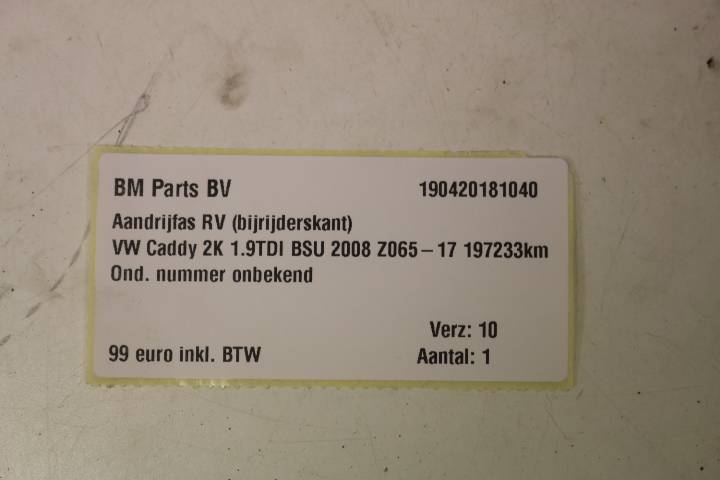 BM Parts BV 190420181040
Aandrijfas RV (bijrijderskant)
VW Caddy 2K 1.9TDI BSU 2008 Z065-17 197233km
Ond. nummer onbekend
Verz: 10
99 euro inkl. BTW Aantal: 1